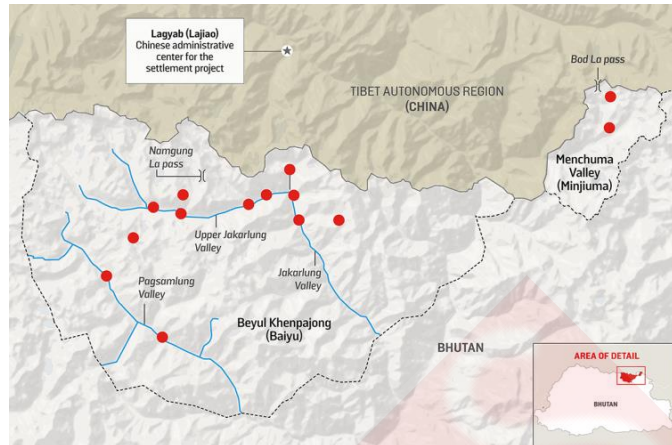 Lagyab (Lajiao)
Chinese administrative
center for the
settlement project
Bod La pass
TIBET AUTONOMOUS REGION
(CHINA)
Namgung
La pass
Menchuma
Valley
(Minjiuma)
Upper Jakarlung
Valley
Jakarlung
Valley
Pagsamlung
Valley
Beyul Khenpajong
(Baiyu)
BHUTAN
AREA OF DETAIL
BHUTAN